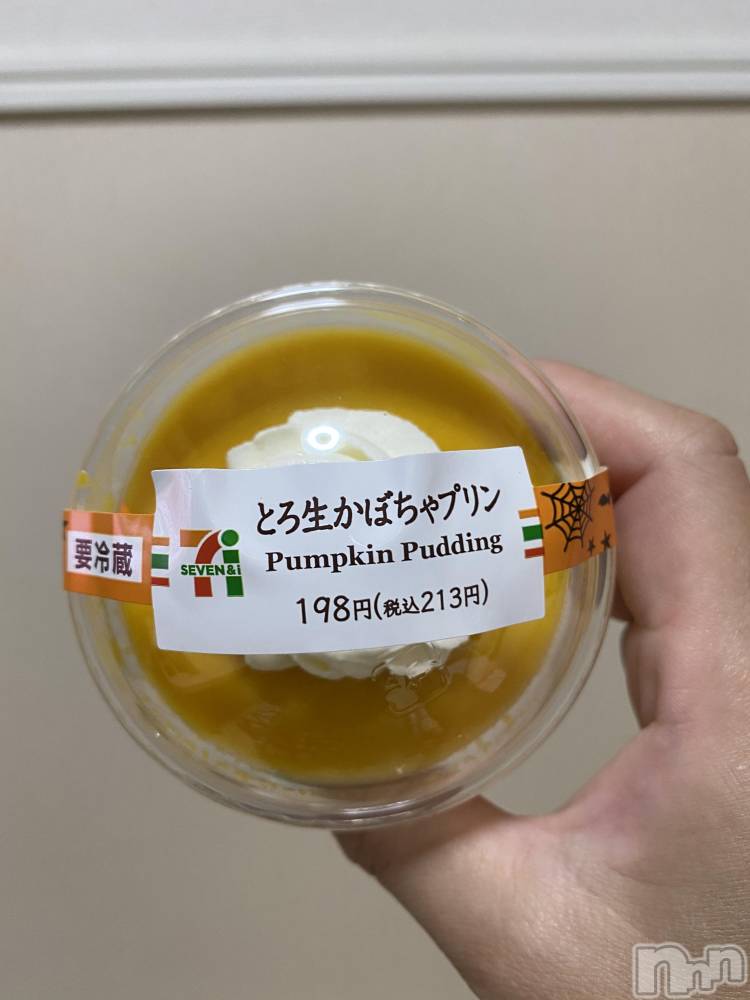 とろ生かぼちゃプリン
Pumpkin Pudding
198円(税込213円)
要冷蔵
SEVEN&i
nnn